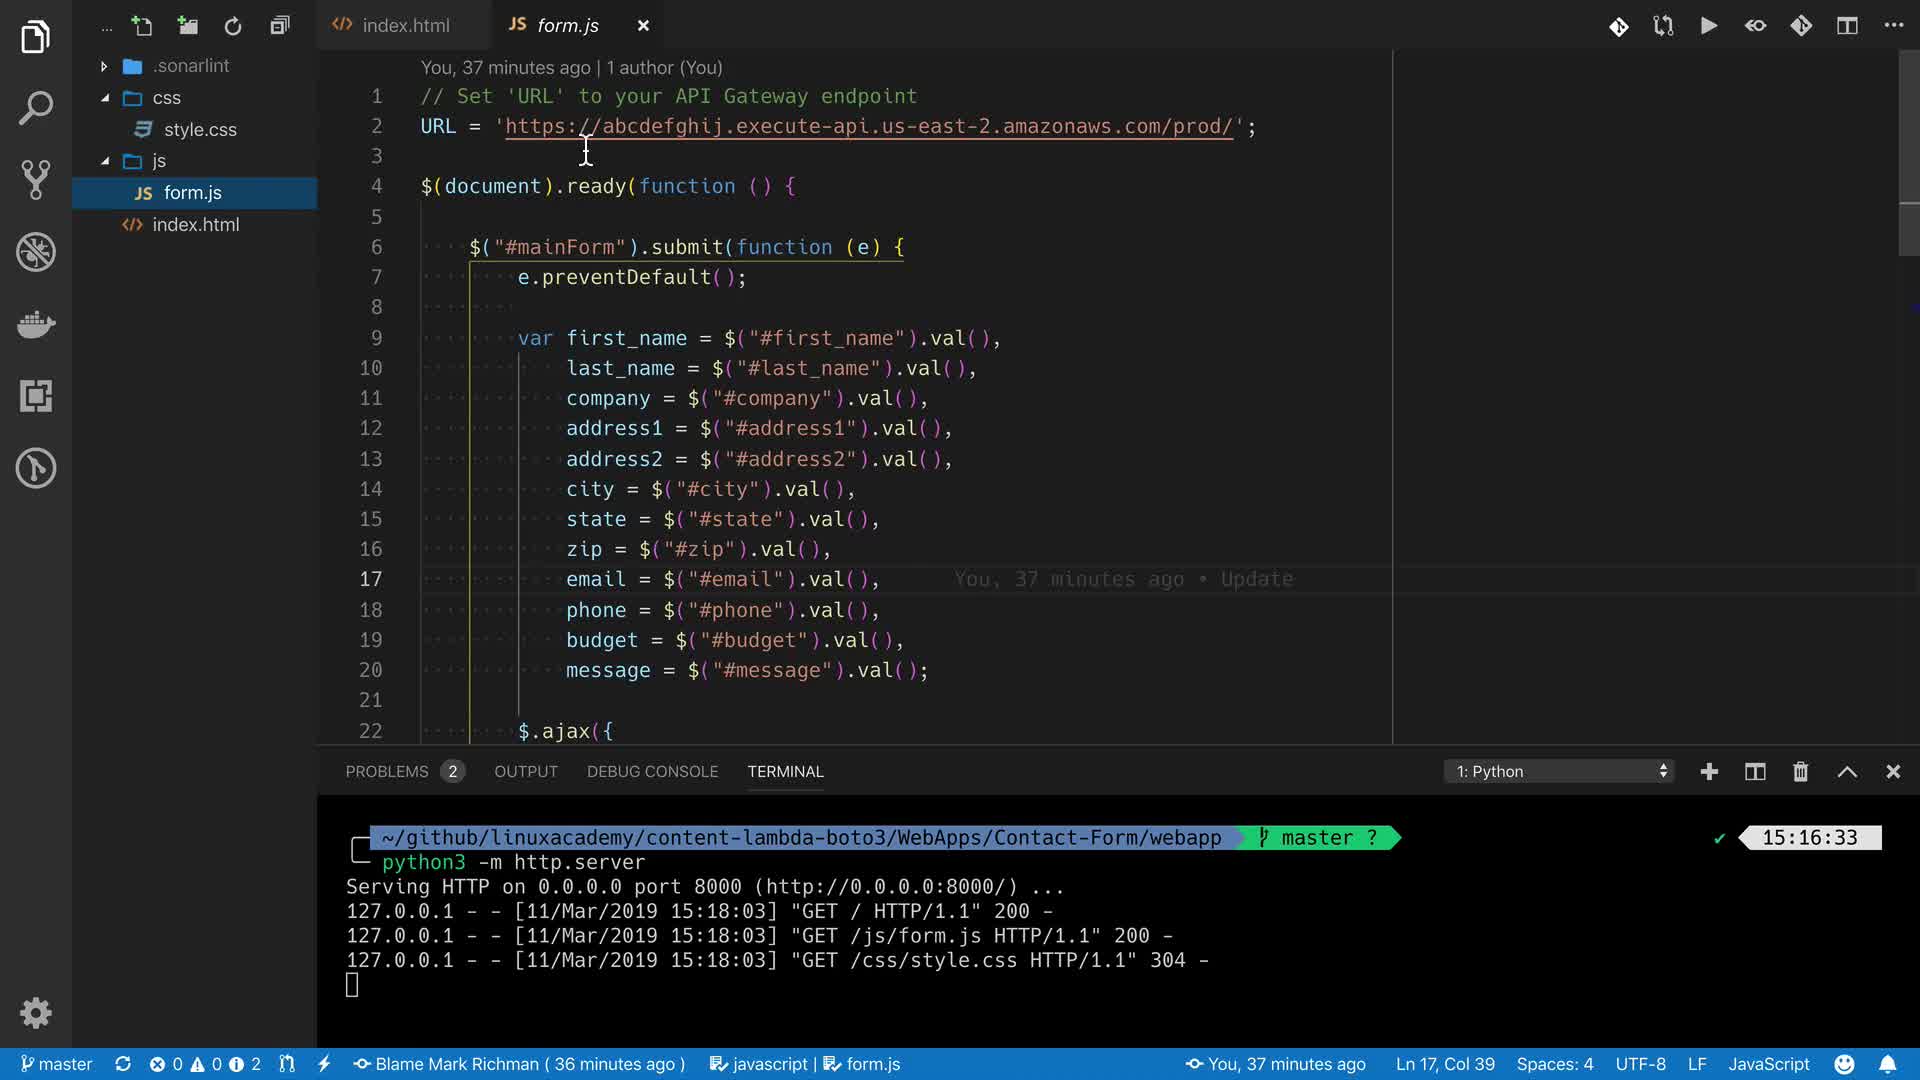 ...
.sonarlint
css
style.css
js
JS form.js
index.html
index.html
JS form.js
You, 37 minutes ago | 1 author (You)
1 // Set 'URL' to your API Gateway endpoint
2 URL = 'https://abcdefghij.execute-api.us-east-2.amazonaws.com/prod/';
3
4 $(document).ready(function () {
5
6 $("#mainForm").submit(function (e) {
7 e.preventDefault();
8
9 var first_name = $("#first_name").val(),
10 last_name = $("#last_name").val(),
11 company = $("#company").val(),
12 address1 = $("#address1").val(),
13 address2 = $("#address2").val(),
14 city = $("#city").val(),
15 state = $("#state").val(),
16 zip = $("#zip").val(),
17 email = $("#email").val(), You, 37 minutes ago • Update
18 phone = $("#phone").val(),
19 budget = $("#budget").val(),
20 message = $("#message").val();
21
22 $.ajax({
PROBLEMS 2 OUTPUT DEBUG CONSOLE TERMINAL 1: Python
~/github/linuxacademy/content-lambda-boto3/WebApps/Contact-Form/webapp master ? ✔ 15:16:33
python3 -m http.server
Serving HTTP on 0.0.0.0 port 8000 (http://0.0.0.0:8000/) ...
127.0.0.1 - - [11/Mar/2019 15:18:03] "GET / HTTP/1.1" 200 -
127.0.0.1 - - [11/Mar/2019 15:18:03] "GET /js/form.js HTTP/1.1" 200 -
127.0.0.1 - - [11/Mar/2019 15:18:03] "GET /css/style.css HTTP/1.1" 304 -
master 0 0 2 Blame Mark Richman ( 36 minutes ago ) javascript | form.js You, 37 minutes ago Ln 17, Col 39 Spaces: 4 UTF-8 LF JavaScript